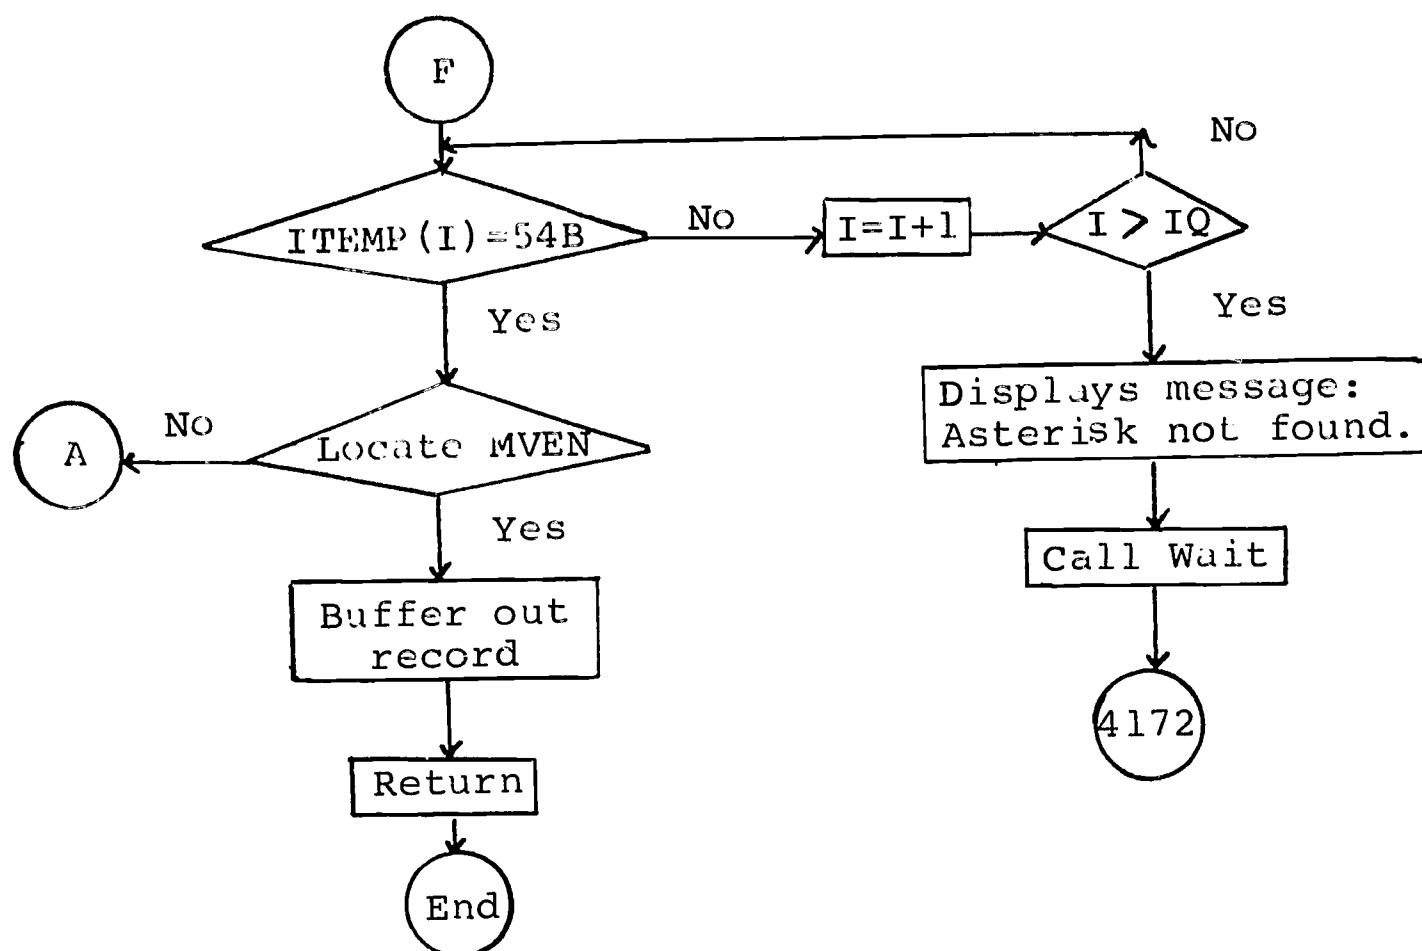 F
No
ITEMP(I)=54B
No
I=I+1
I > IQ
Yes
Yes
Displays message:
Asterisk not found.
No
A
Locate MVEN
Yes
Call Wait
Buffer out
record
4172
Return
End